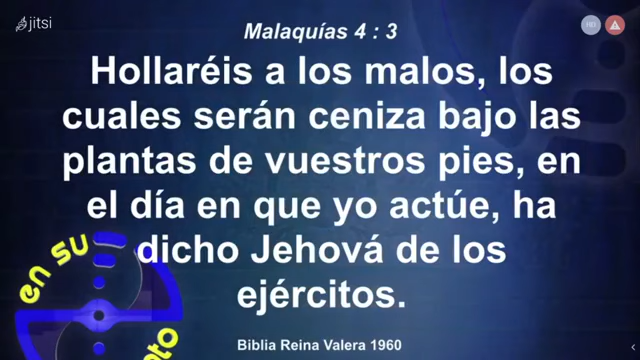 jitsi
HR
Malaquías 4 : 3
Hollaréis a los malos, los
cuales serán ceniza bajo las
plantas de vuestros pies, en
el día en que yo actúe, ha
dicho Jehová de los
ejércitos.
en su
Biblia Reina Valera 1960